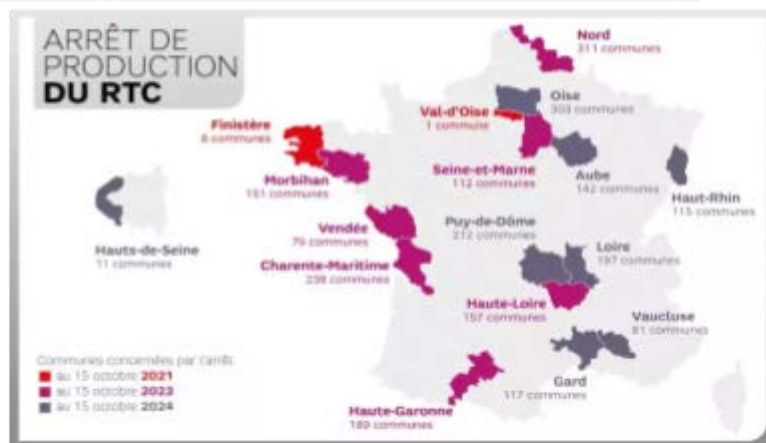 ARRÊT DE
PRODUCTION
DU RTC
Nord
311 communes
Oise
303 communes
Val-d'Oise
1 commune
Finistère
6 communes
Seine-et-Marne
112 communes
Aube
142 communes
Haut-Rhin
115 communes
Morbihan
151 communes
Hauts-de-Seine
11 communes
Vendée
79 communes
Puy-de-Dôme
212 communes
Loire
197 communes
Charente-Maritime
238 communes
Haute-Loire
157 communes
Vaucluse
81 communes
Gard
117 communes
Haute-Garonne
189 communes
Communes concernées par l'arrêt
au 15 octobre 2021
au 15 octobre 2023
au 15 octobre 2024